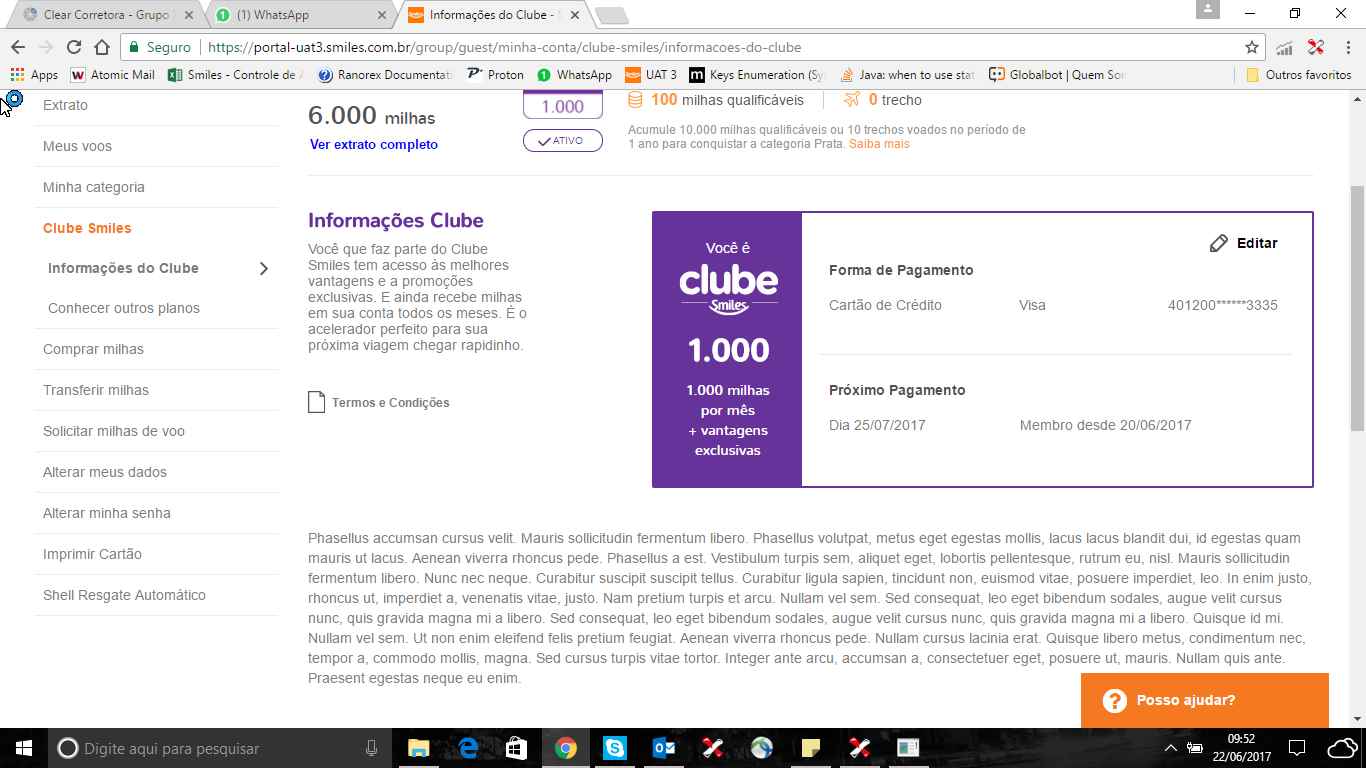 Clear Corretora - Grupo
(1) WhatsApp
Informações do Clube -
Seguro
https://portal-uat3.smiles.com.br/group/guest/minha-conta/clube-smiles/informacoes-do-clube
Apps
Atomic Mail
Smiles - Controle de
Ranorex Documentat
Proton
WhatsApp
UAT 3
Keys Enumeration (Sy
Java: when to use stat
Globalbot | Quem So
Outros favoritos
Extrato
Meus voos
Minha categoria
Clube Smiles
Informações do Clube
Conhecer outros planos
Comprar milhas
Transferir milhas
Solicitar milhas de voo
Alterar meus dados
Alterar minha senha
Imprimir Cartão
Shell Resgate Automático
6.000 milhas
Ver extrato completo
1.000
ATIVO
100 milhas qualificáveis
0 trecho
Acumule 10.000 milhas qualificáveis ou 10 trechos voados no período de
1 ano para conquistar a categoria Prata. Saiba mais
Informações Clube
Você que faz parte do Clube
Smiles tem acesso às melhores
vantagens e a promoções
exclusivas. E ainda recebe milhas
em sua conta todos os meses. É o
acelerador perfeito para sua
próxima viagem chegar rapidinho.
Termos e Condições
Você é
clube
Smiles
1.000
1.000 milhas
por mês
+ vantagens
exclusivas
Editar
Forma de Pagamento
Cartão de Crédito
Visa
401200******3335
Próximo Pagamento
Dia 25/07/2017
Membro desde 20/06/2017
Phasellus accumsan cursus velit. Mauris sollicitudin fermentum libero. Phasellus volutpat, metus eget egestas mollis, lacus lacus blandit dui, id egestas quam
mauris ut lacus. Aenean viverra rhoncus pede. Phasellus a est. Vestibulum turpis sem, aliquet eget, lobortis pellentesque, rutrum eu, nisl. Mauris sollicitudin
fermentum libero. Nunc nec neque. Curabitur suscipit suscipit tellus. Curabitur ligula sapien, tincidunt non, euismod vitae, posuere imperdiet, leo. In enim justo,
rhoncus ut, imperdiet a, venenatis vitae, justo. Nam pretium turpis et arcu. Nullam vel sem. Sed consequat, leo eget bibendum sodales, augue velit cursus
nunc, quis gravida magna mi a libero. Sed consequat, leo eget bibendum sodales, augue velit cursus nunc, quis gravida magna mi a libero. Quisque id mi.
Nullam vel sem. Ut non enim eleifend felis pretium feugiat. Aenean viverra rhoncus pede. Nullam cursus lacinia erat. Quisque libero metus, condimentum nec,
tempor a, commodo mollis, magna. Sed cursus turpis vitae tortor. Integer ante arcu, accumsan a, consectetuer eget, posuere ut, mauris. Nullam quis ante.
Praesent egestas neque eu enim.
Posso ajudar?
Digite aqui para pesquisar
09:52
22/06/2017